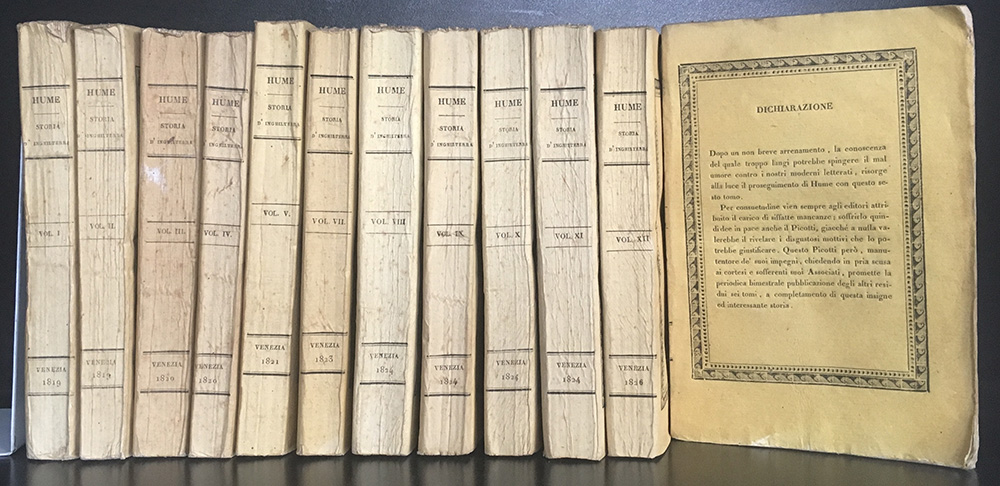 HUME
STORIA
D' INGHILTERRA
VOL. I
VENEZIA
1819
HUME
STORIA
D' INGHILTERRA
VOL. II.
VENEZIA
1819
HUME
STORIA
D' INGHILTERRA
VOL. III.
VENEZIA
1820
HUME
STORIA
D' INGHILTERRA
VOL. IV.
VENEZIA
1820
HUME
STORIA
D' INGHILTERRA
VOL. V.
VENEZIA
1821
HUME
STORIA
D' INGHILTERRA
VOL. VII.
VENEZIA
1823
HUME
STORIA
D' INGHILTERRA
VOL. VIII
VENEZIA
1824
HUME
STORIA
D' INGHILTERRA
VOL. IX.
VENEZIA
1824
HUME
STORIA
D' INGHILTERRA
VOL. X
VENEZIA
1825
HUME
STORIA
D' INGHILTERRA
VOL. XI
VENEZIA
1824
HUME
STORIA
D' INGHILTERRA
VOL. XII
VENEZIA
1826
DICHIARAZIONE
Dopo un non breve arrenamento, la conoscenza
del quale troppo lungi potrebbe spingere il mal
umore contro i nostri moderni letterati, risorge
alla luce il proseguimento di Hume con questo se-
sto tomo.
Per consuetudine vien sempre agli editori attri-
buito il carico di siffatte mancanze; soffrirlo quin-
di dee in pace anche il Picotti, giacchè a nulla va-
lerebbe il rivelare i disgustosi motivi che lo po-
trebbe giustificare. Questo Picotti però, manu-
tentore de' suoi impegni, chiedendo in pria scusa
ai cortesi e sofferenti suoi Associati, promette la
periodica bimestrale pubblicazione degli altri resi-
dui sei tomi, a completamento di questa insigne
ed interessante storia.